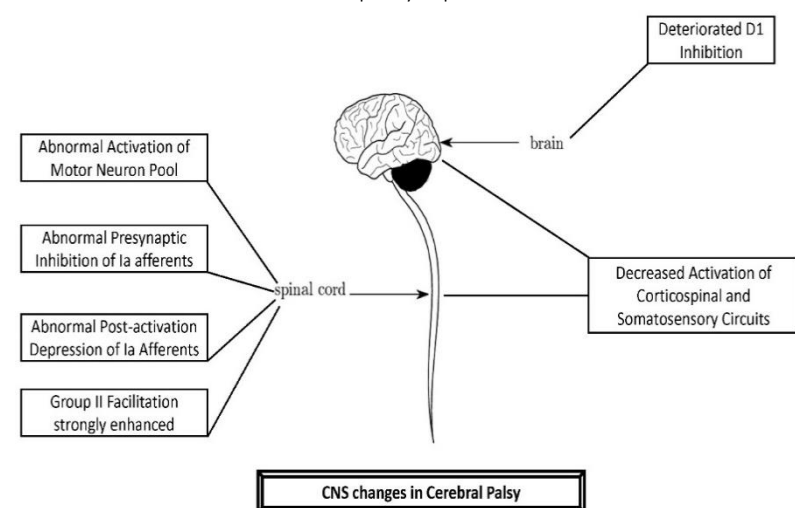 Deteriorated D1
Inhibition
brain
Abnormal Activation of
Motor Neuron Pool
Abnormal Presynaptic
Inhibition of Ia afferents
spinal cord
Decreased Activation of
Corticospinal and
Somatosensory Circuits
Abnormal Post-activation
Depression of Ia Afferents
Group II Facilitation
strongly enhanced
CNS changes in Cerebral Palsy